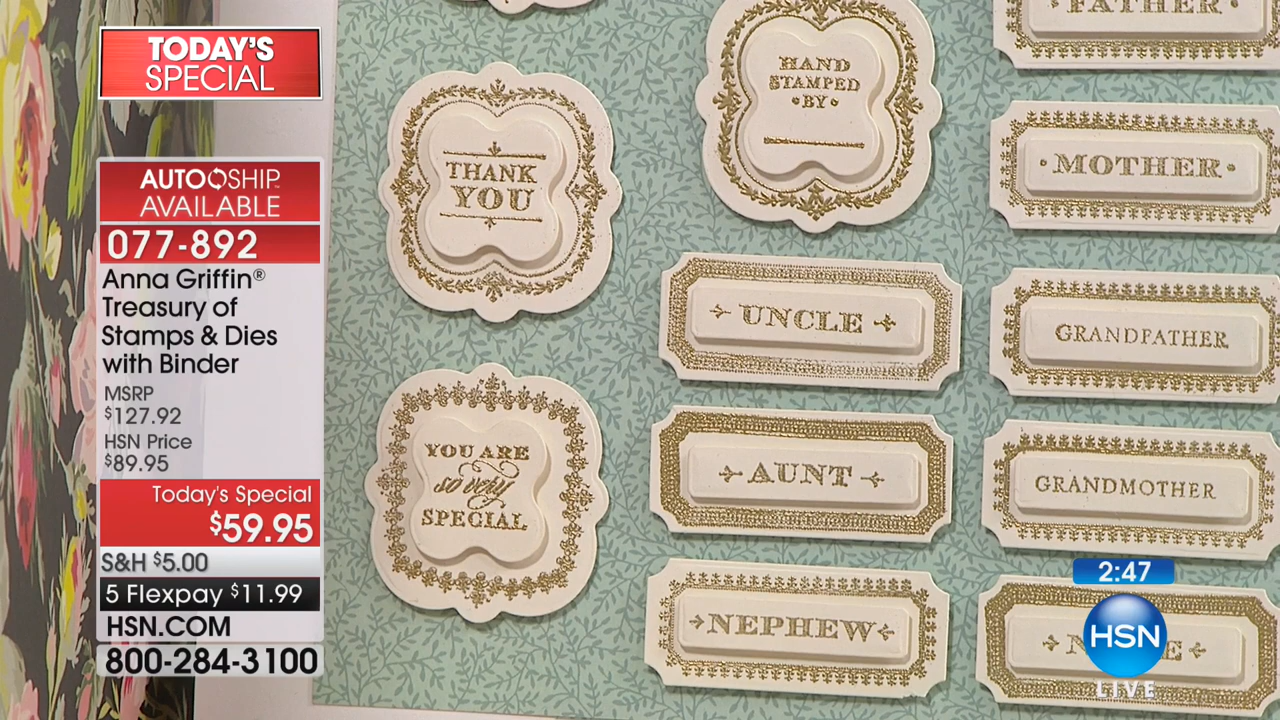 TODAY'S
SPECIAL
AUTOSHIP™
AVAILABLE
077-892
Anna Griffin®
Treasury of
Stamps & Dies
with Binder
MSRP
$127.92
HSN Price
$89.95
Today's Special
$59.95
S&H $5.00
5 Flexpay $11.99
HSN.COM
800-284-3100
THANK
YOU
YOU ARE
so very
SPECIAL
HAND
STAMPED
•BY•
UNCLE
AUNT
NEPHEW
FATHER
• MOTHER •
GRANDFATHER
GRANDMOTHER
2:47
HSN
LIVE